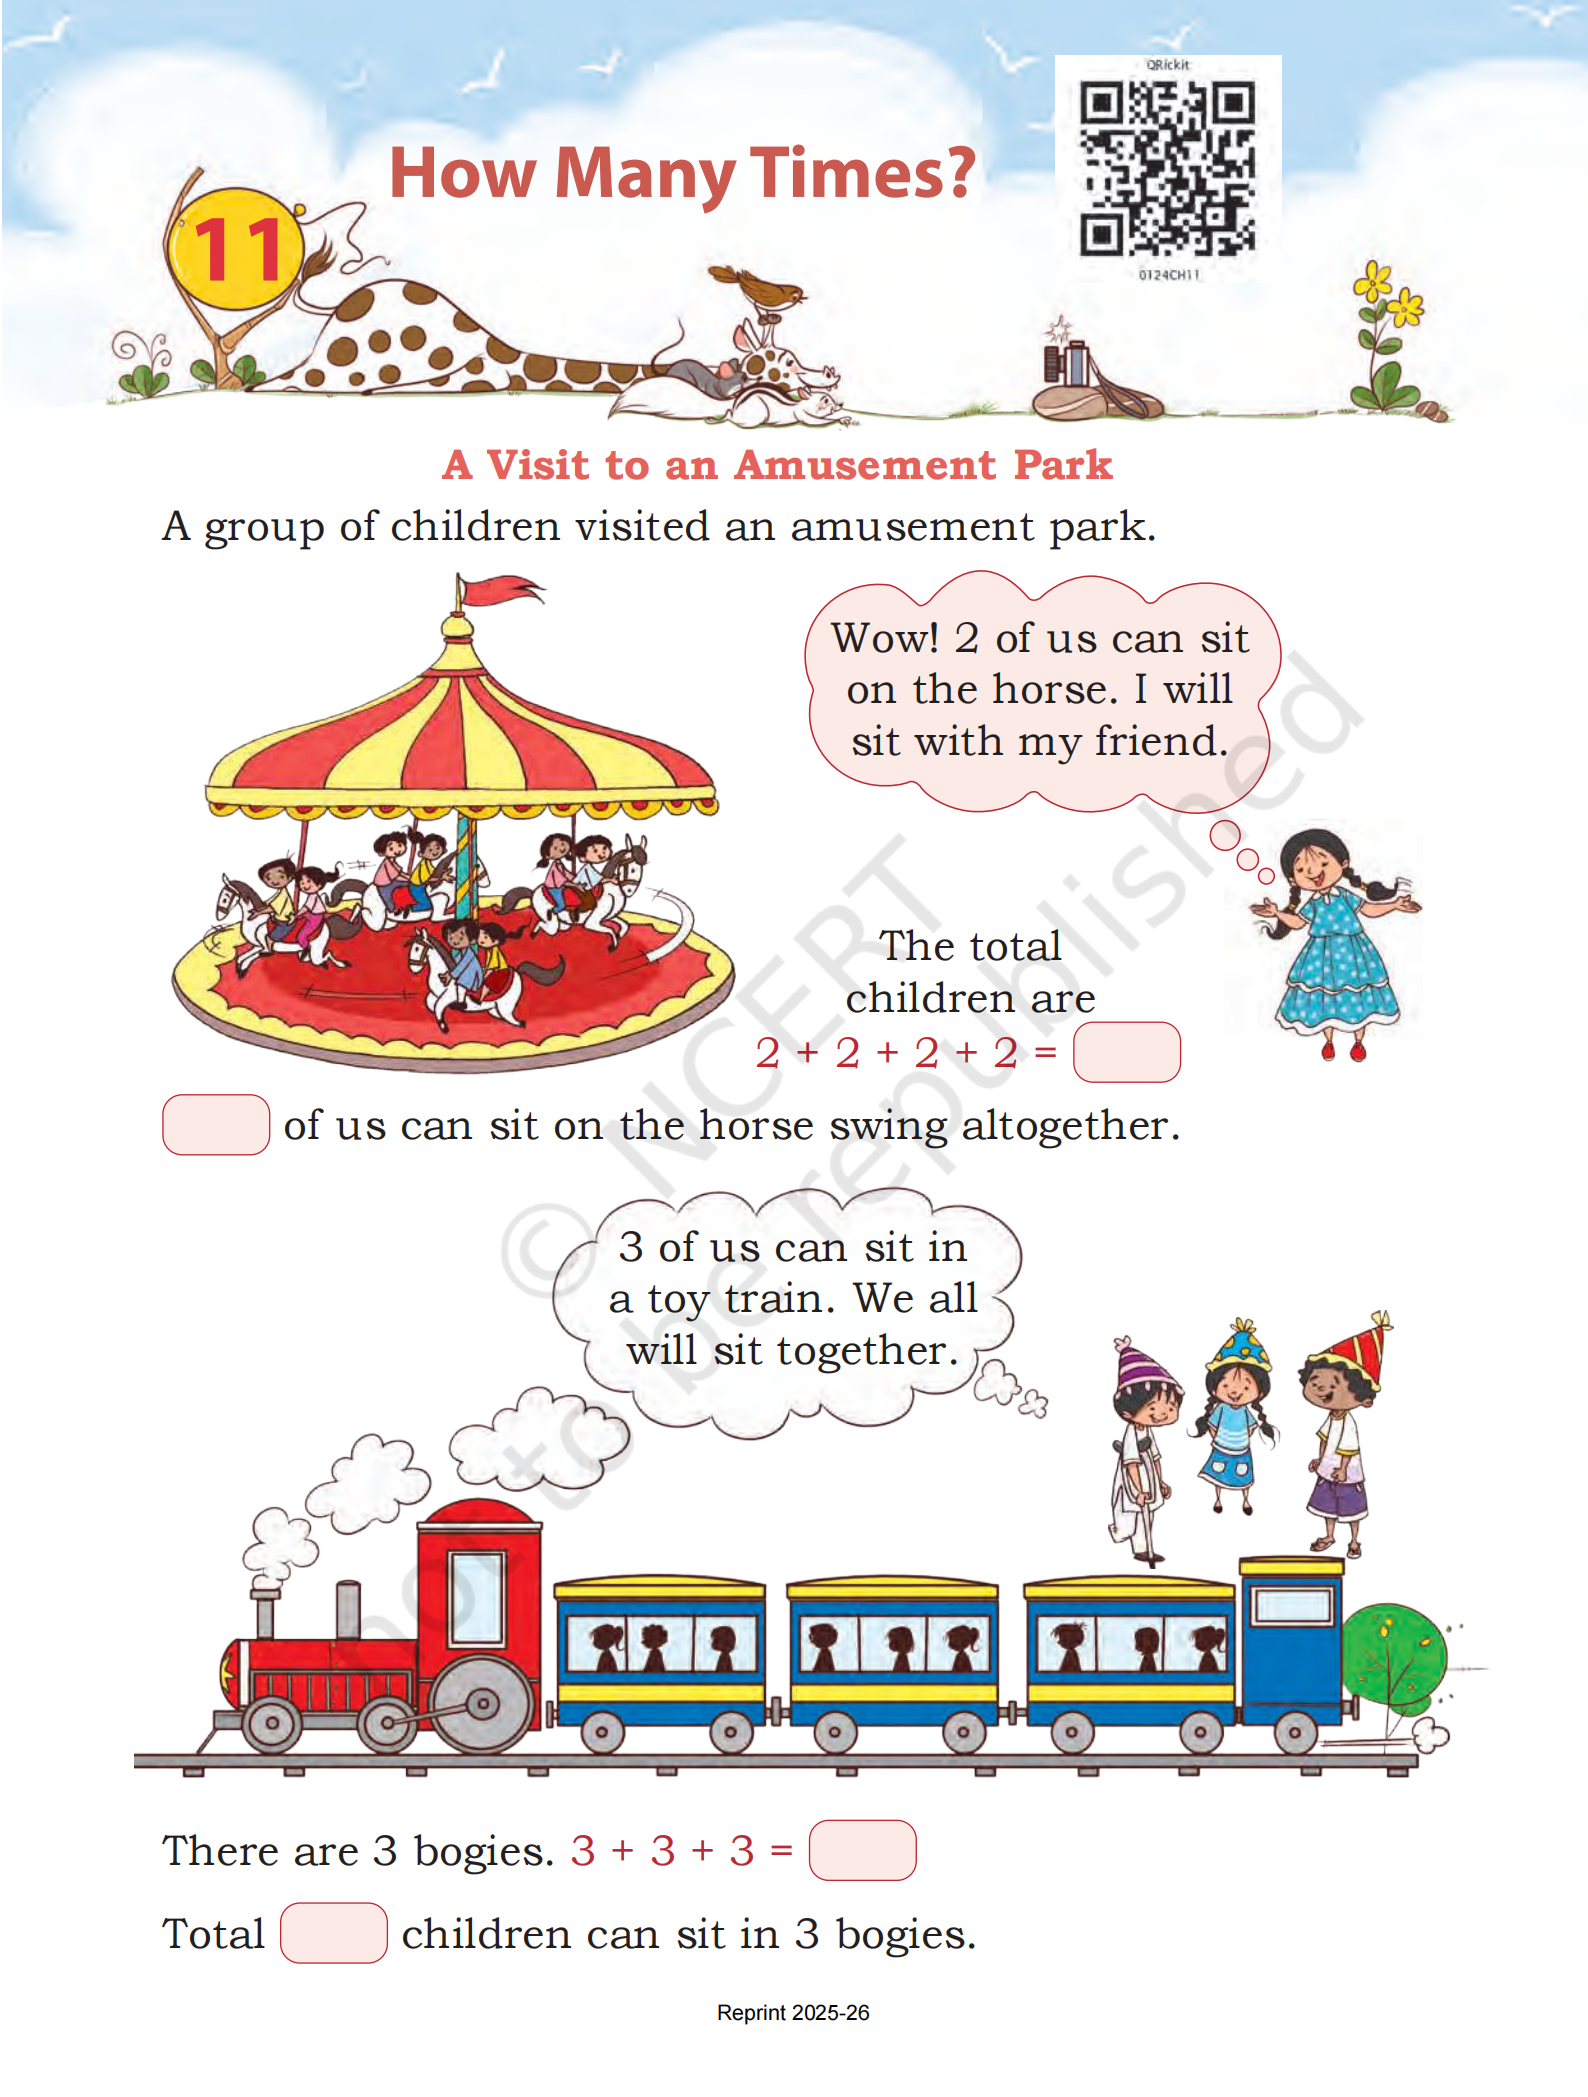 QRickit
How Many Times?
11
0124CH11
A Visit to an Amusement Park
A group of children visited an amusement park.
Wow! 2 of us can sit
on the horse. I will
sit with my friend.
The total
children are
2 + 2 + 2 + 2 =
of us can sit on the horse swing altogether.
3 of us can sit in
a toy train. We all
will sit together.
There are 3 bogies. 3 + 3 + 3 =
Total children can sit in 3 bogies.
© NCERT
not to be republished
Reprint 2025-26